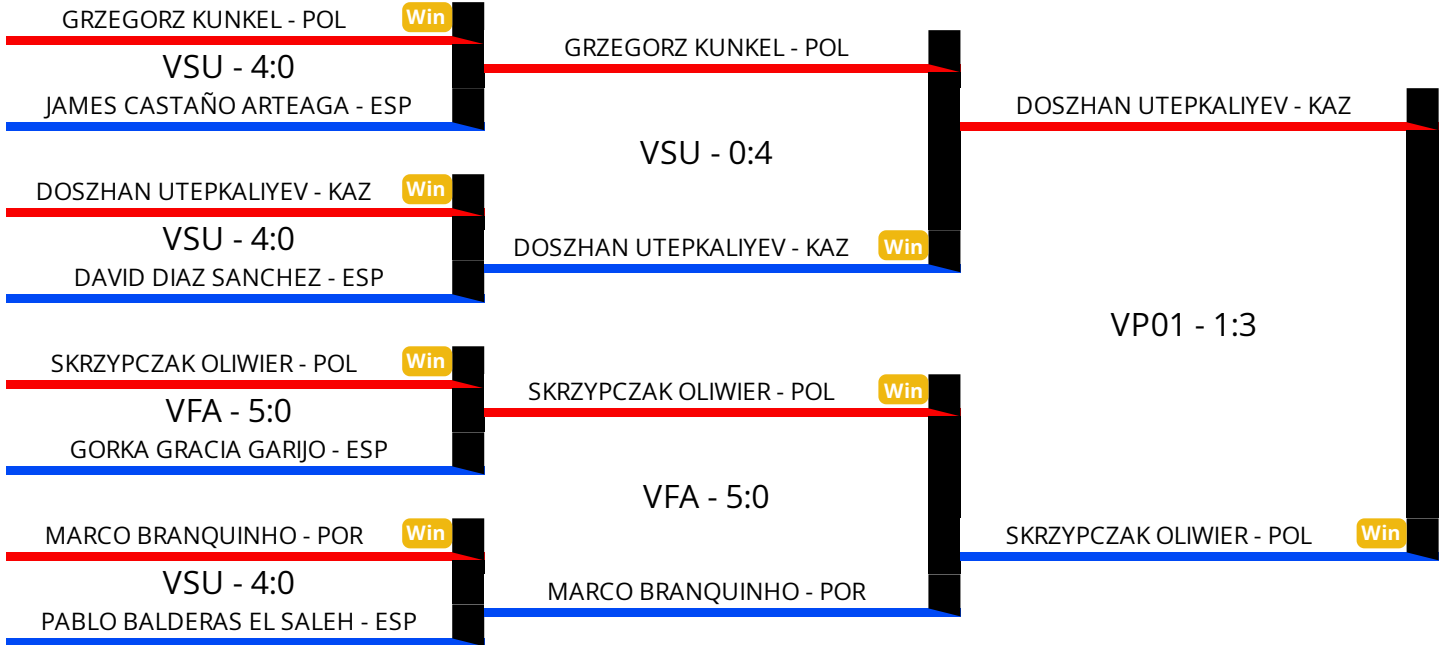 GRZEGORZ KUNKEL - POL Win
VSU - 4:0
JAMES CASTAÑO ARTEAGA - ESP
DOSZHAN UTEPKALIYEV - KAZ Win
VSU - 4:0
DAVID DIAZ SANCHEZ - ESP
SKRZYPCZAK OLIWIER - POL Win
VFA - 5:0
GORKA GRACIA GARIJO - ESP
MARCO BRANQUINHO - POR Win
VSU - 4:0
PABLO BALDERAS EL SALEH - ESP
GRZEGORZ KUNKEL - POL
VSU - 0:4
DOSZHAN UTEPKALIYEV - KAZ Win
SKRZYPCZAK OLIWIER - POL Win
VFA - 5:0
MARCO BRANQUINHO - POR
DOSZHAN UTEPKALIYEV - KAZ
VP01 - 1:3
SKRZYPCZAK OLIWIER - POL Win